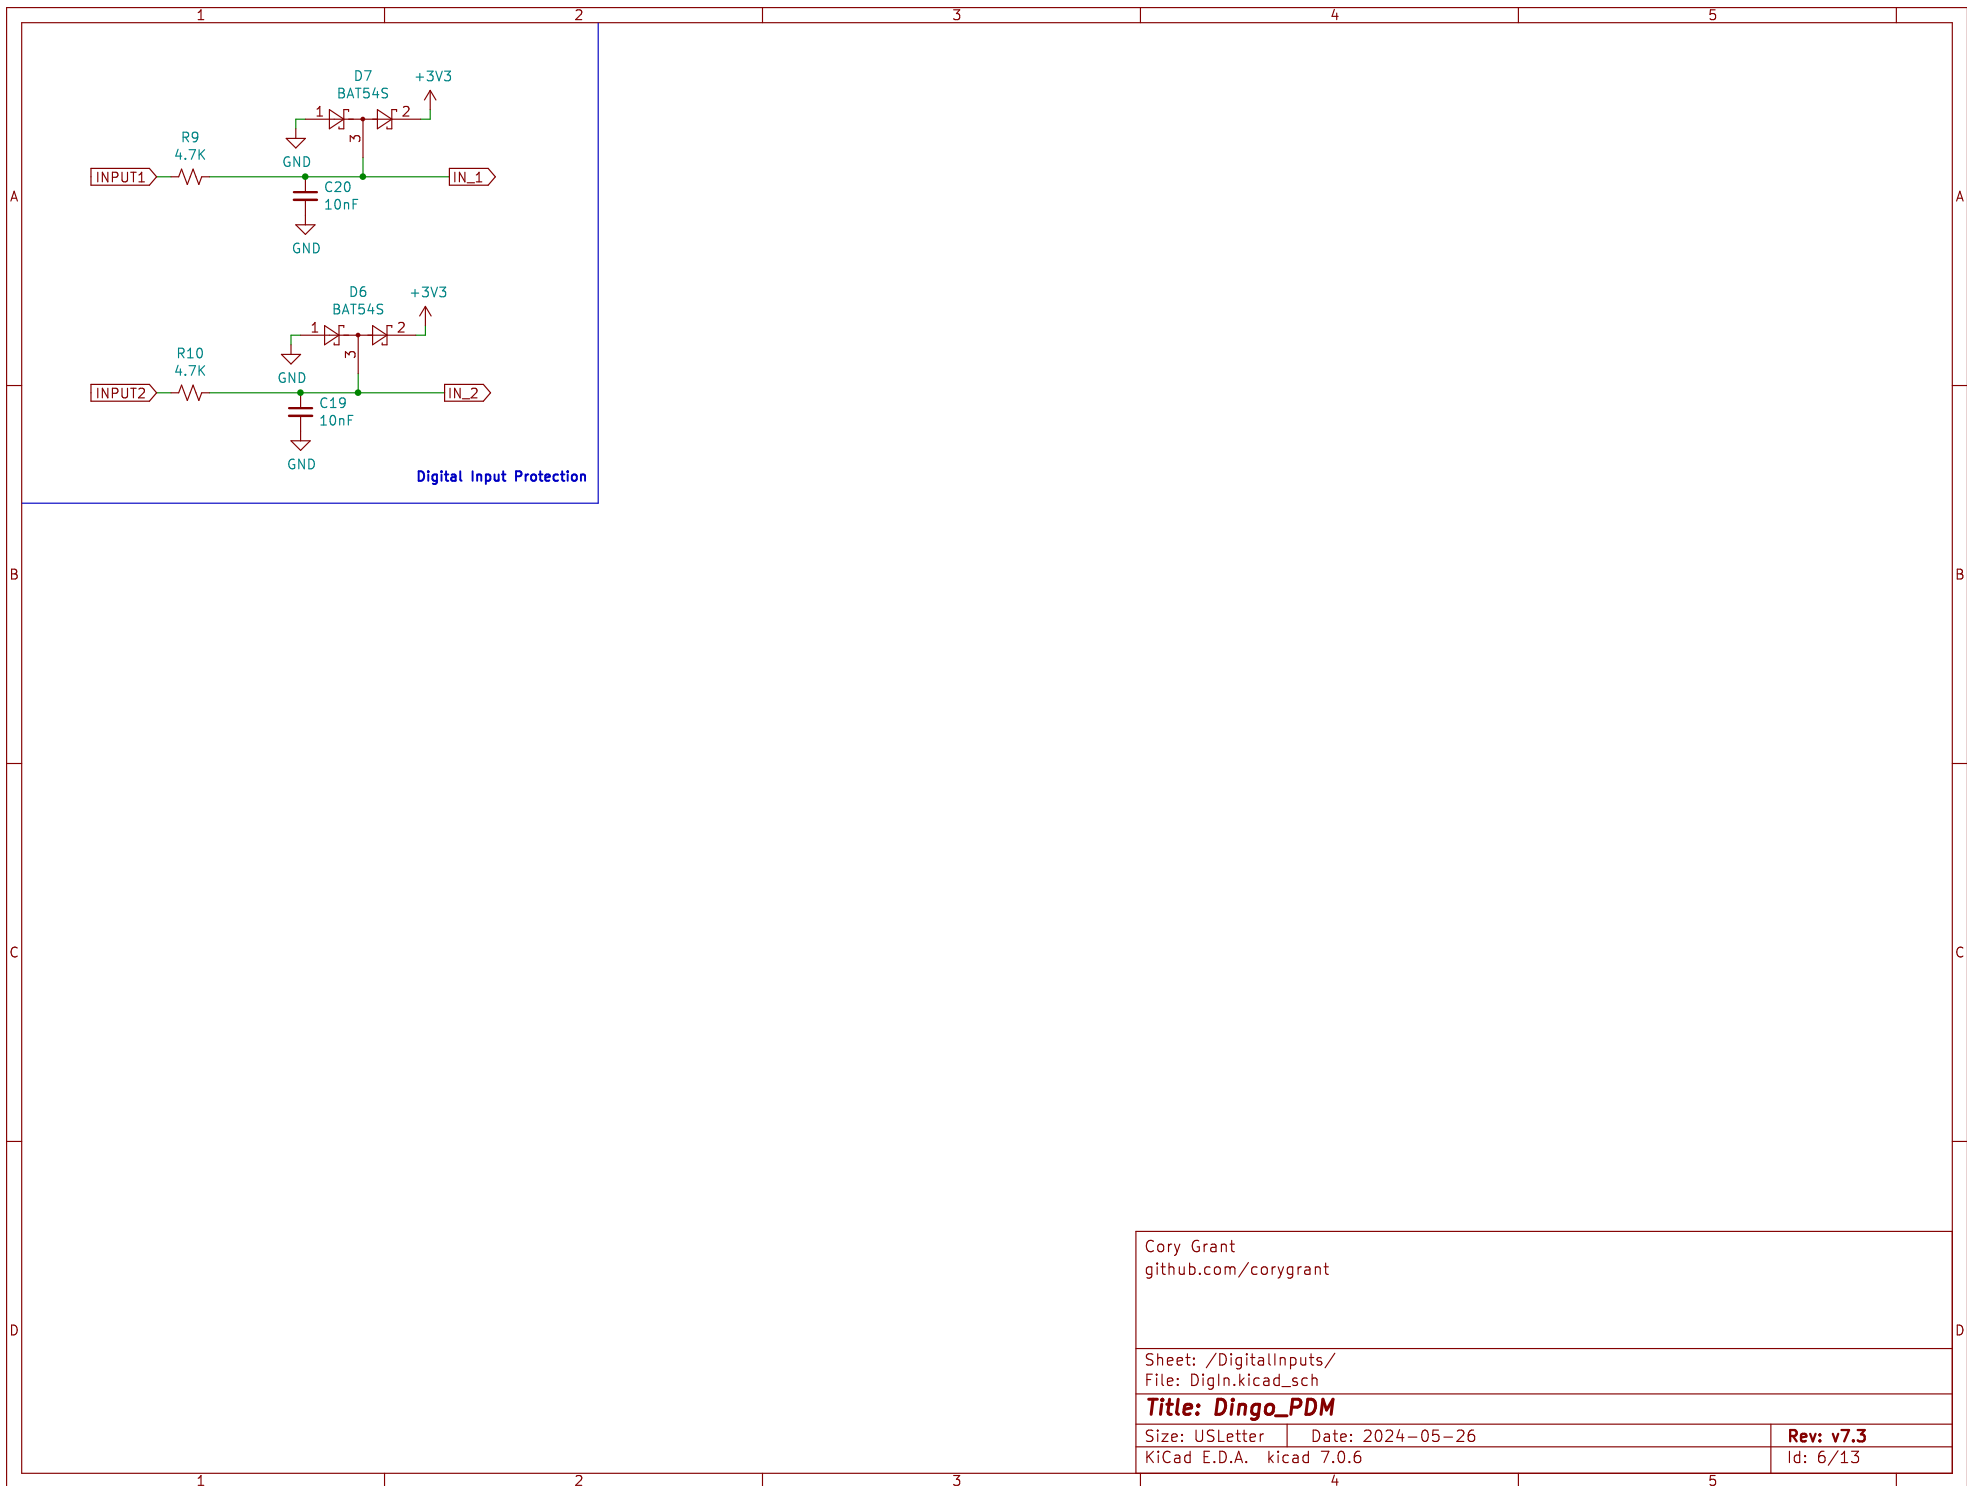 1 2 3 4 5
D7 +3V3
BAT54S
1 2
3
R9
4.7K
GND
INPUT1 IN_1
C20
10nF
A A
GND
D6 +3V3
BAT54S
1 2
3
R10
4.7K
GND
INPUT2 IN_2
C19
10nF
GND
Digital Input Protection
B B
C C
Cory Grant
github.com/corygrant
D D
Sheet: /DigitalInputs/
File: DigIn.kicad_sch
Title: Dingo_PDM
Size: USLetter Date: 2024-05-26 Rev: v7.3
KiCad E.D.A. kicad 7.0.6 Id: 6/13
1 2 3 4 5